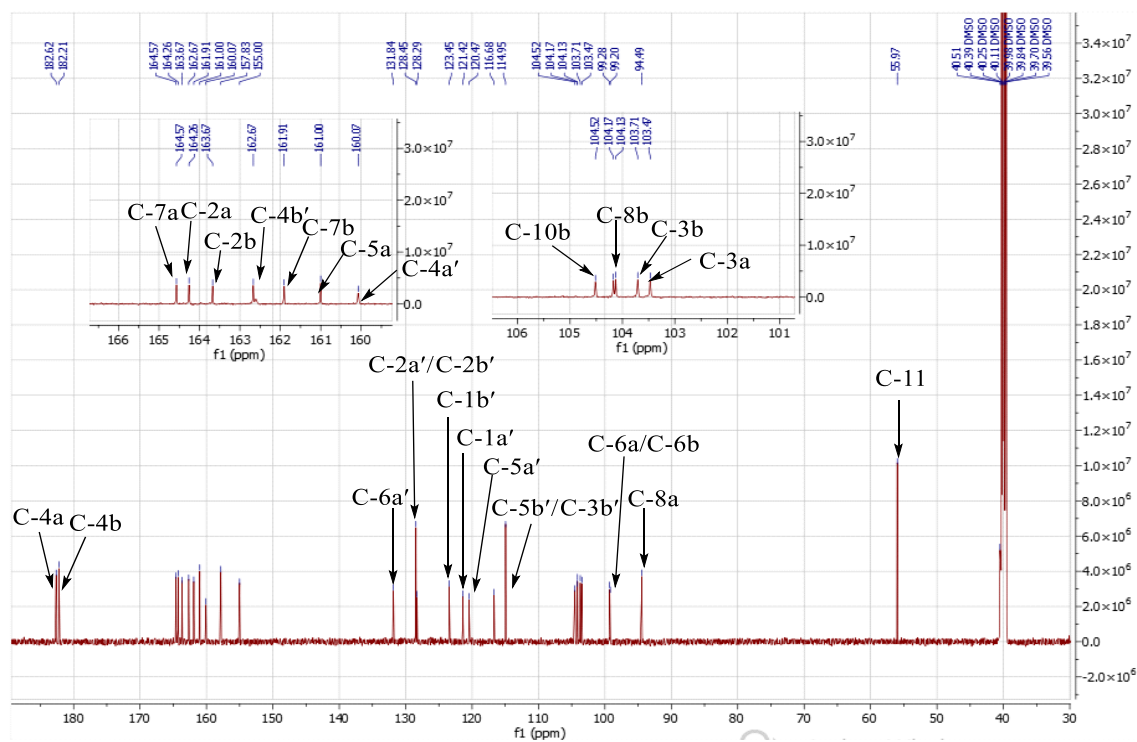 182.62
182.21
164.57
164.26
163.67
162.67
161.91
161.00
160.07
157.83
155.00
131.84
128.45
128.29
123.45
121.42
120.47
116.68
114.95
104.52
104.17
104.13
103.71
103.47
99.28
99.20
94.49
55.97
40.51
40.39 DMSO
40.25 DMSO
40.11 DMSO
39.98 DMSO
39.84 DMSO
39.70 DMSO
39.56 DMSO
164.57
164.26
163.67
162.67
161.91
161.00
160.07
3.0×10⁷
2.0×10⁷
1.0×10⁷
0.0
C-7a
C-2a
C-2b
C-4b′
C-7b
C-5a
C-4a′
166 165 164 163 162 161 160
f1 (ppm)
104.52
104.17
104.13
103.71
103.47
3.0×10⁷
2.0×10⁷
1.0×10⁷
0.0
C-10b
C-8b
C-3b
C-3a
106 105 104 103 102 101
f1 (ppm)
C-2a′/C-2b′
C-1b′
C-1a′
C-5a′
C-6a′
C-5b′/C-3b′
C-6a/C-6b
C-8a
C-11
C-4a
C-4b
3.4×10⁷
3.2×10⁷
3.0×10⁷
2.8×10⁷
2.6×10⁷
2.4×10⁷
2.2×10⁷
2.0×10⁷
1.8×10⁷
1.6×10⁷
1.4×10⁷
1.2×10⁷
1.0×10⁷
8.0×10⁶
6.0×10⁶
4.0×10⁶
2.0×10⁶
0.0
-2.0×10⁶
180 170 160 150 140 130 120 110 100 90 80 70 60 50 40 30
f1 (ppm)